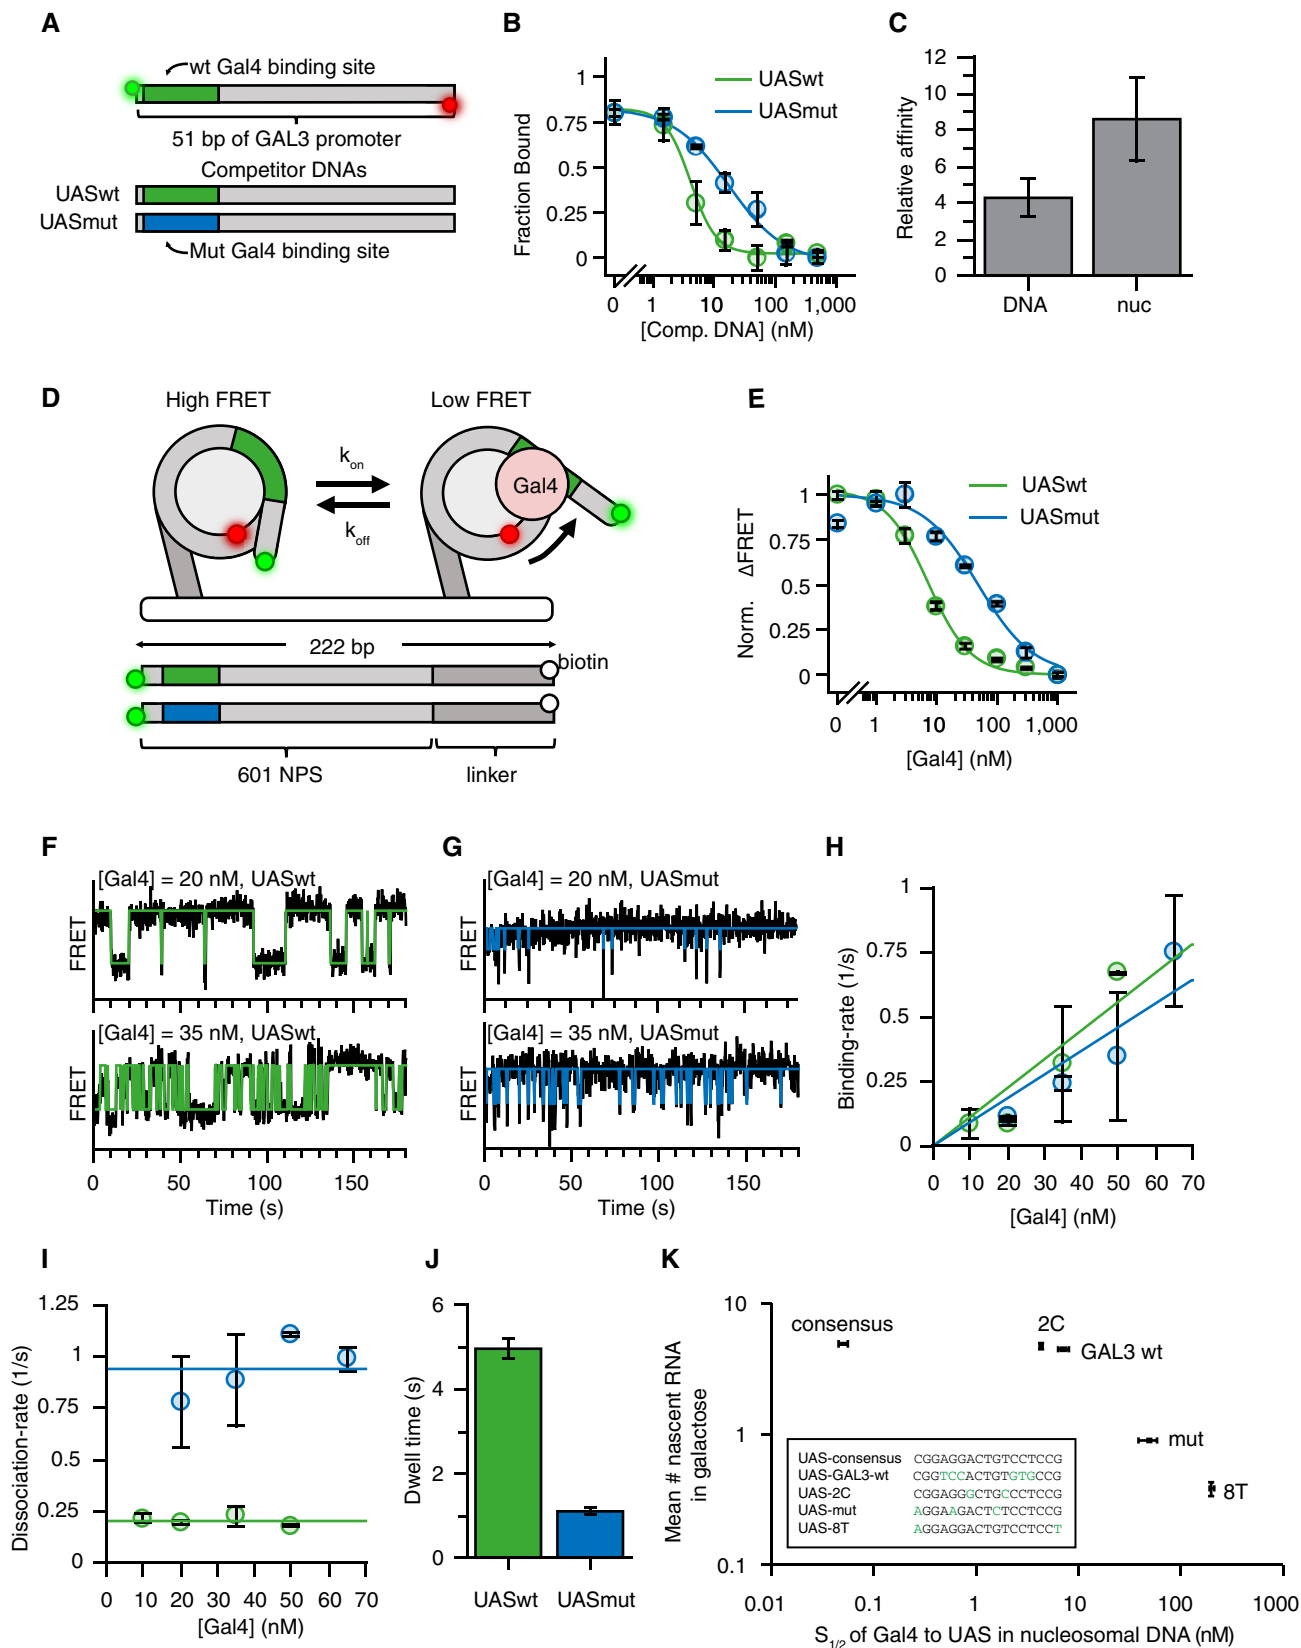 A
wt Gal4 binding site
51 bp of GAL3 promoter
Competitor DNAs
UASwt
UASmut
Mut Gal4 binding site
B
UASwt
UASmut
Fraction Bound
1
0.75
0.5
0.25
0
0 1 10 100 1,000
[Comp. DNA] (nM)
C
Relative affinity
12
10
8
6
4
2
0
DNA nuc
D
High FRET
Low FRET
kon
koff
Gal4
222 bp
biotin
601 NPS
linker
E
UASwt
UASmut
Norm. ΔFRET
1
0.75
0.5
0.25
0
0 1 10 100 1,000
[Gal4] (nM)
F
[Gal4] = 20 nM, UASwt
FRET
[Gal4] = 35 nM, UASwt
FRET
0 50 100 150
Time (s)
G
[Gal4] = 20 nM, UASmut
FRET
[Gal4] = 35 nM, UASmut
FRET
0 50 100 150
Time (s)
H
Binding-rate (1/s)
1
0.75
0.5
0.25
0
0 10 20 30 40 50 60 70
[Gal4] (nM)
I
Dissociation-rate (1/s)
1.25
1
0.75
0.5
0.25
0
0 10 20 30 40 50 60 70
[Gal4] (nM)
J
Dwell time (s)
6
4
2
0
UASwt UASmut
K
Mean # nascent RNA
in galactose
10
1
0.1
consensus
2C
GAL3 wt
mut
8T
UAS-consensus CGGAGGACTGTCCTCCG
UAS-GAL3-wt CGGTCCACTGTGTGCCG
UAS-2C CGGAGGGCTGCCCTCCG
UAS-mut AGGAAGACTCTCCTCCG
UAS-8T AGGAGGACTGTCCTCCT
0.01 0.1 1 10 100 1000
S1/2 of Gal4 to UAS in nucleosomal DNA (nM)